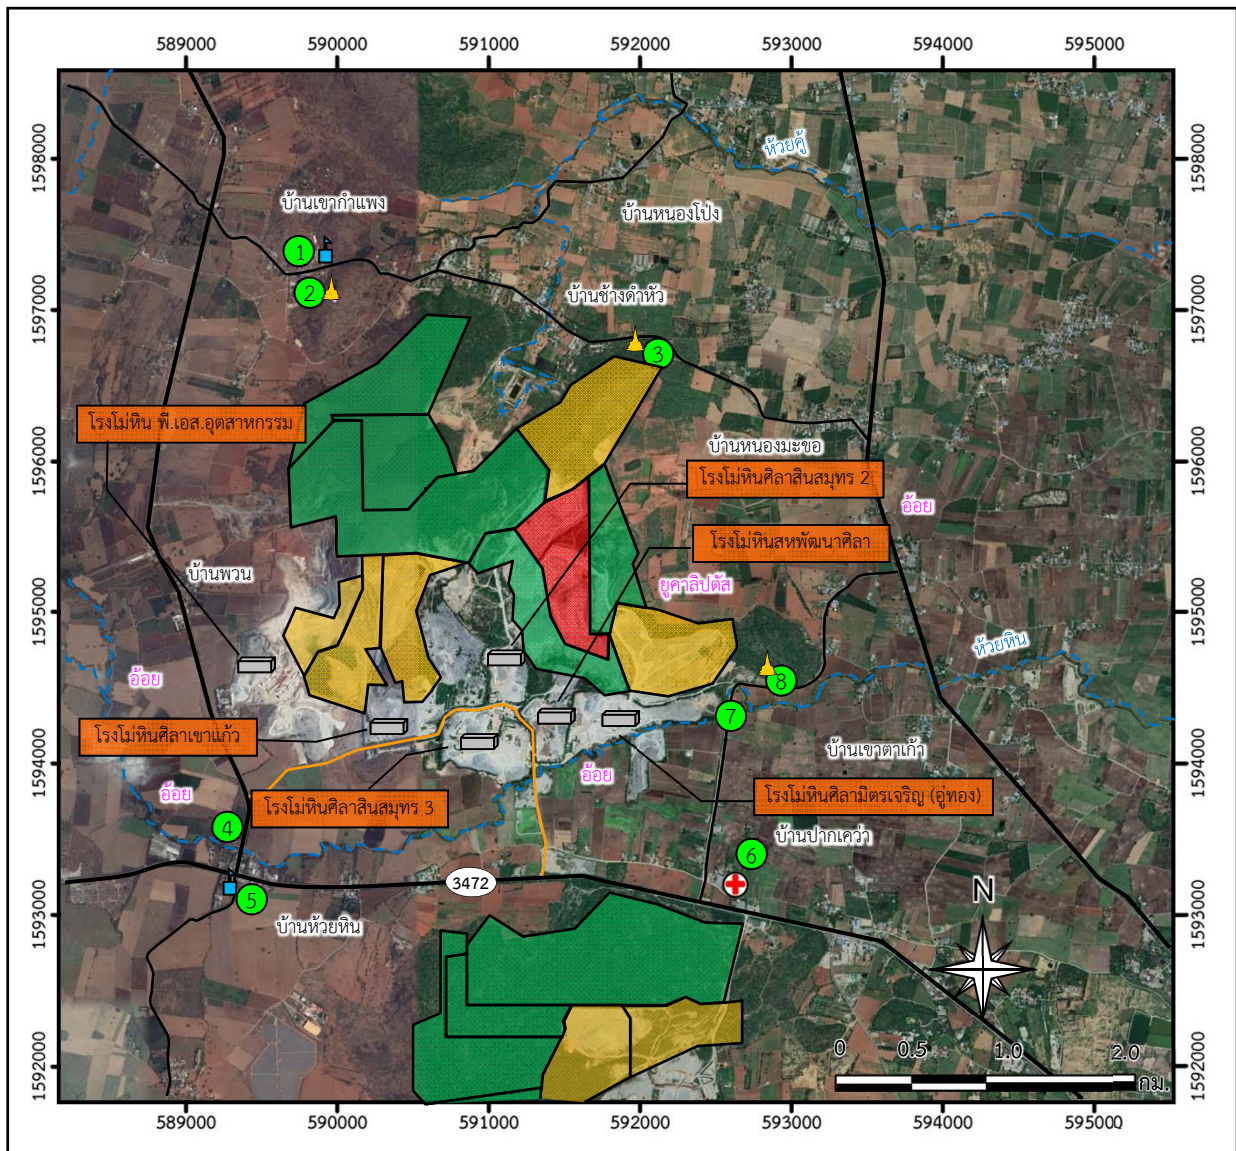 589000 590000 591000 592000 593000 594000 595000
1598000
1598000
ห้วยคู้
บ้านเขากำแพง
บ้านหนองโป่ง
1
2
1597000
1597000
บ้านช้างดำหัว
3
โรงโม่หิน พี.เอส.อุตสาหกรรม
บ้านหนองมะขอ
1596000
1596000
โรงโม่หินศิลาสินสมุทร 2
อ้อย
โรงโม่หินสหพัฒนาศิลา
บ้านพวน
ยูคาลิปตัส
1595000
1595000
ห้วยหิน
อ้อย
8
7
โรงโม่หินศิลาเขาแก้ว
บ้านเขาตาเก้า
1594000
1594000
อ้อย
อ้อย
โรงโม่หินศิลาสินสมุทร 3
โรงโม่หินศิลามิตรเจริญ (อู่ทอง)
4
บ้านปากเคว่า
6
3472
5
N
1593000
1593000
บ้านห้วยหิน
1592000
1592000
0 0.5 1.0 2.0
กม.
589000 590000 591000 592000 593000 594000 595000